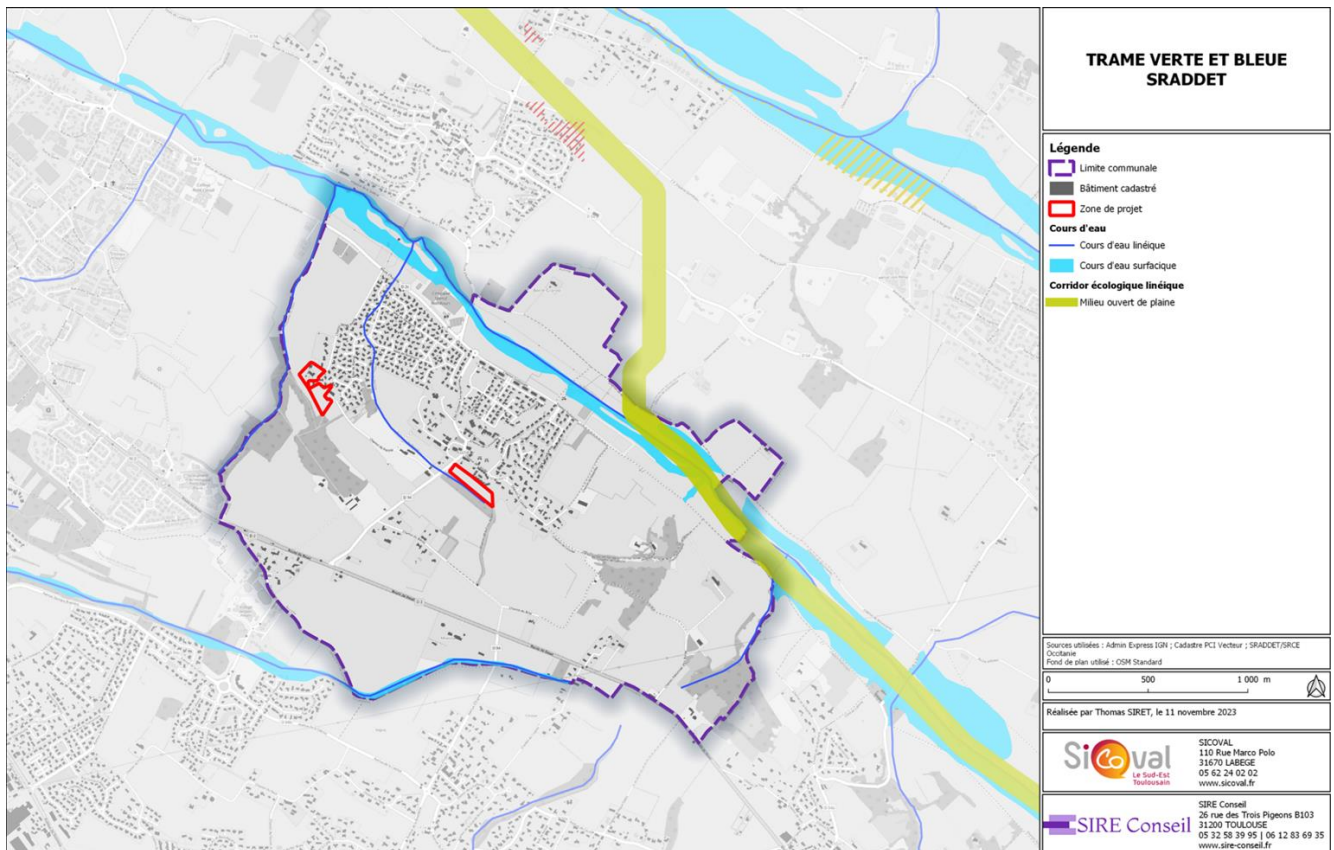 TRAME VERTE ET BLEUE
SRADDET
Légende
Limite communale
Bâtiment cadastré
Zone de projet
Cours d'eau
Cours d'eau linéique
Cours d'eau surfacique
Corridor écologique linéique
Milieu ouvert de plaine
Sources utilisées : Admin Express IGN ; Cadastre PCI Vecteur ; SRADDET/SRCE
Occitanie
Fond de plan utilisé : OSM Standard
0 500 1 000 m
Réalisée par Thomas SIRET, le 11 novembre 2023
Sicoval
Le Sud-Est
Toulousain
SICOVAL
110 Rue Marco Polo
31670 LABEGE
05 62 24 02 02
www.sicoval.fr
SIRE Conseil
SIRE Conseil
26 rue des Trois Pigeons B103
31200 TOULOUSE
05 32 58 39 95 | 06 12 83 69 35
www.sire-conseil.fr